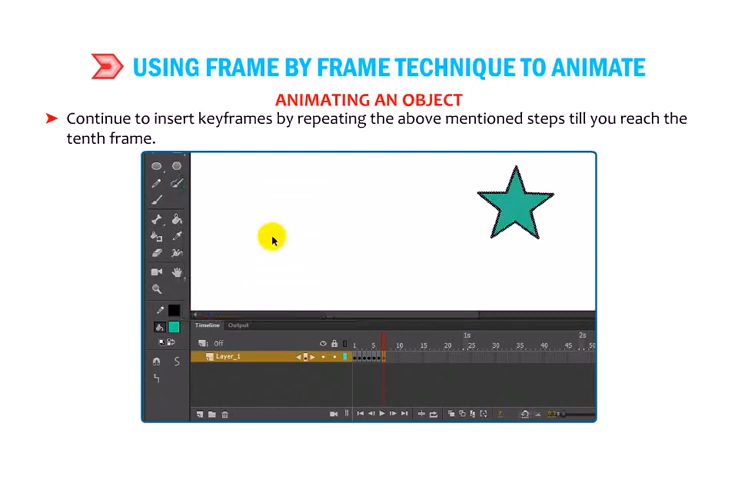 USING FRAME BY FRAME TECHNIQUE TO ANIMATE
ANIMATING AN OBJECT
Continue to insert keyframes by repeating the above mentioned steps till you reach the
tenth frame.
Timeline Output
1s 2s
Off 1 5 10 15 20 25 30 35 40 45 50
Layer_1